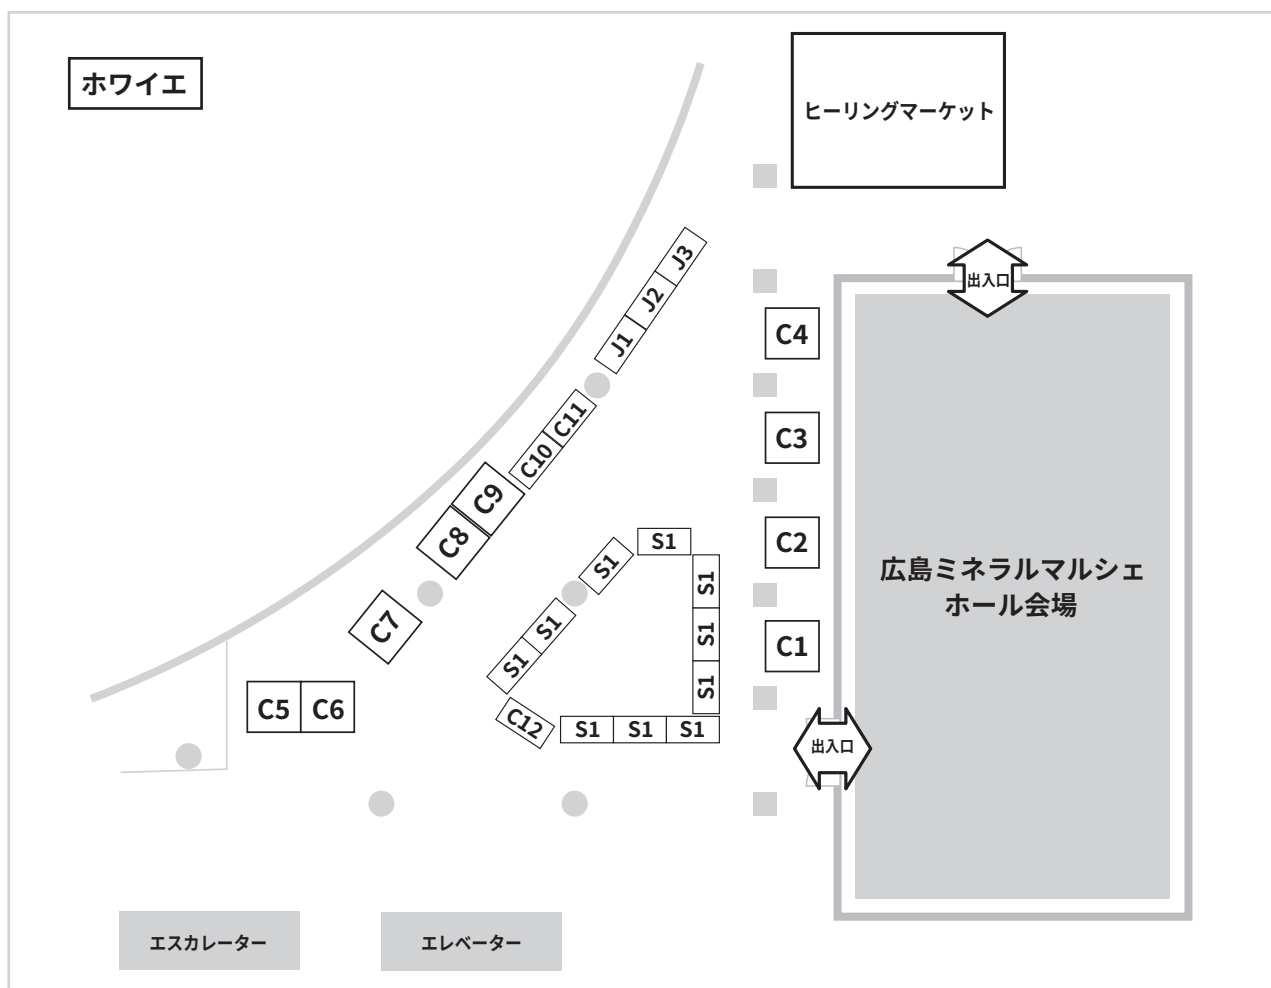 ホワイエ
ヒーリングマーケット
出入口
J3
J2
J1
C4
C11
C10
C3
C9
C8
C2
S1
S1
S1
S1
S1
S1
S1
C7
C1
C5
C6
C12
S1
S1
S1
広島ミネラルマルシェ
ホール会場
出入口
エスカレーター
エレベーター